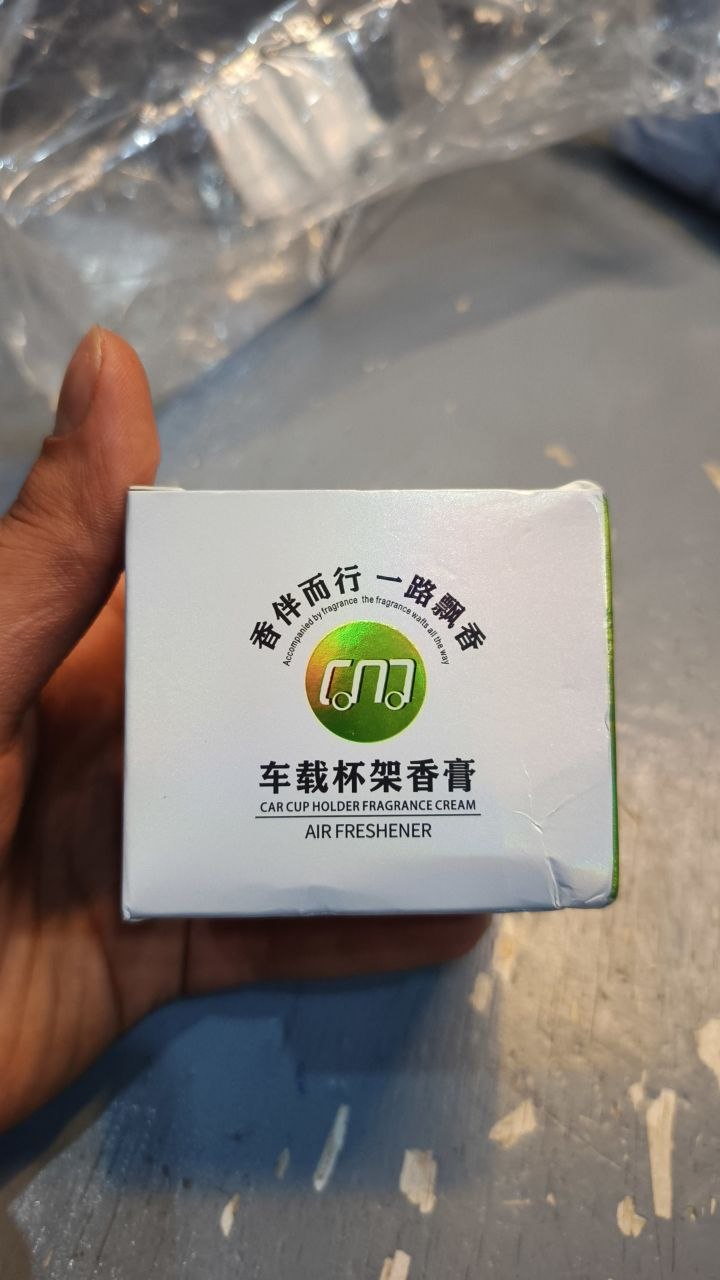 香伴而行 一路飘香
Accompanied by fragrance the fragrance wafts all the way
车载杯架香膏
CAR CUP HOLDER FRAGRANCE CREAM
AIR FRESHENER